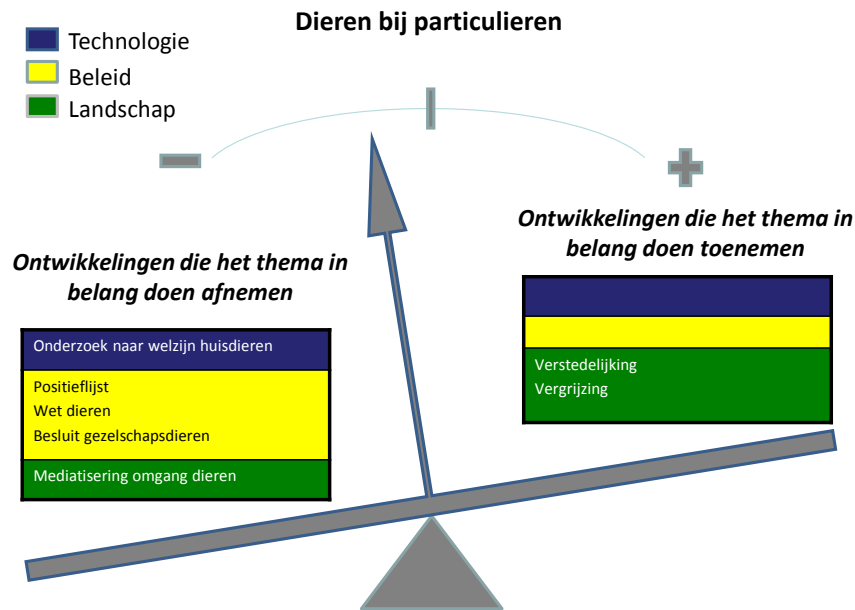 Dieren bij particulieren
Technologie
Beleid
Landschap
Ontwikkelingen die het thema in
belang doen afnemen
Onderzoek naar welzijn huisdieren
Positieflijst
Wet dieren
Besluit gezelschapsdieren
Mediatisering omgang dieren
Ontwikkelingen die het thema in
belang doen toenemen
Verstedelijking
Vergrijzing